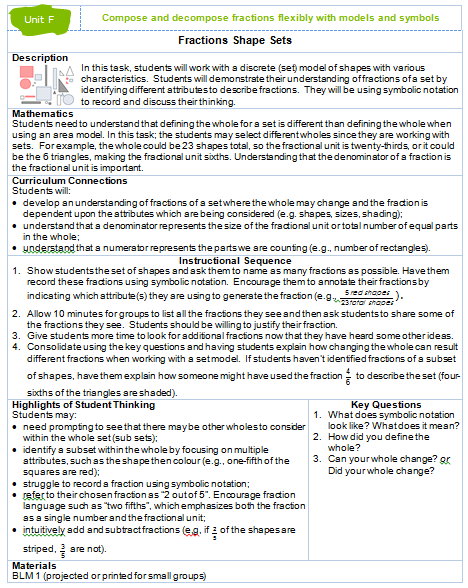 Unit F
Compose and decompose fractions flexibly with models and symbols
Fractions Shape Sets
Description
In this task, students will work with a discrete (set) model of shapes with various
characteristics. Students will demonstrate their understanding of fractions of a set by
identifying different attributes to describe fractions. They will be using symbolic notation
to record and discuss their thinking.
Mathematics
Students need to understand that defining the whole for a set is different than defining the whole when
using an area model. In this task; the students may select different wholes since they are working with
sets. For example, the whole could be 23 shapes total, so the fractional unit is twenty-thirds, or it could
be the 6 triangles, making the fractional unit sixths. Understanding that the denominator of a fraction is
the fractional unit is important.
Curriculum Connections
Students will:
• develop an understanding of fractions of a set where the whole may change and the fraction is
dependent upon the attributes which are being considered (e.g. shapes, sizes, shading);
• understand that a denominator represents the size of the fractional unit or total number of equal parts
in the whole;
• understand that a numerator represents the parts we are counting (e.g., number of rectangles).
Instructional Sequence
1. Show students the set of shapes and ask them to name as many fractions as possible. Have them
record these fractions using symbolic notation. Encourage them to annotate their fractions by
indicating which attribute(s) they are using to generate the fraction (e.g., 5 red shapes/23 total shapes).
2. Allow 10 minutes for groups to list all the fractions they see and then ask students to share some of
the fractions they see. Students should be willing to justify their fraction.
3. Give students more time to look for additional fractions now that they have heard some other ideas.
4. Consolidate using the key questions and having students explain how changing the whole can result
different fractions when working with a set model. If students haven't identified fractions of a subset
of shapes, have them explain how someone might have used the fraction 4/6 to describe the set (four-
sixths of the triangles are shaded).
Highlights of Student Thinking
Students may:
• need prompting to see that there may be other wholes to consider
within the whole set (sub sets);
• identify a subset within the whole by focusing on multiple
attributes, such as the shape then colour (e.g., one-fifth of the
squares are red);
• struggle to record a fraction using symbolic notation;
• refer to their chosen fraction as "2 out of 5". Encourage fraction
language such as "two fifths", which emphasizes both the fraction
as a single number and the fractional unit;
• intuitively add and subtract fractions (e.g, if 2/5 of the shapes are
striped, 3/5 are not).
Key Questions
1. What does symbolic notation
look like? What does it mean?
2. How did you define the
whole?
3. Can your whole change? or
Did your whole change?
Materials
BLM 1 (projected or printed for small groups)